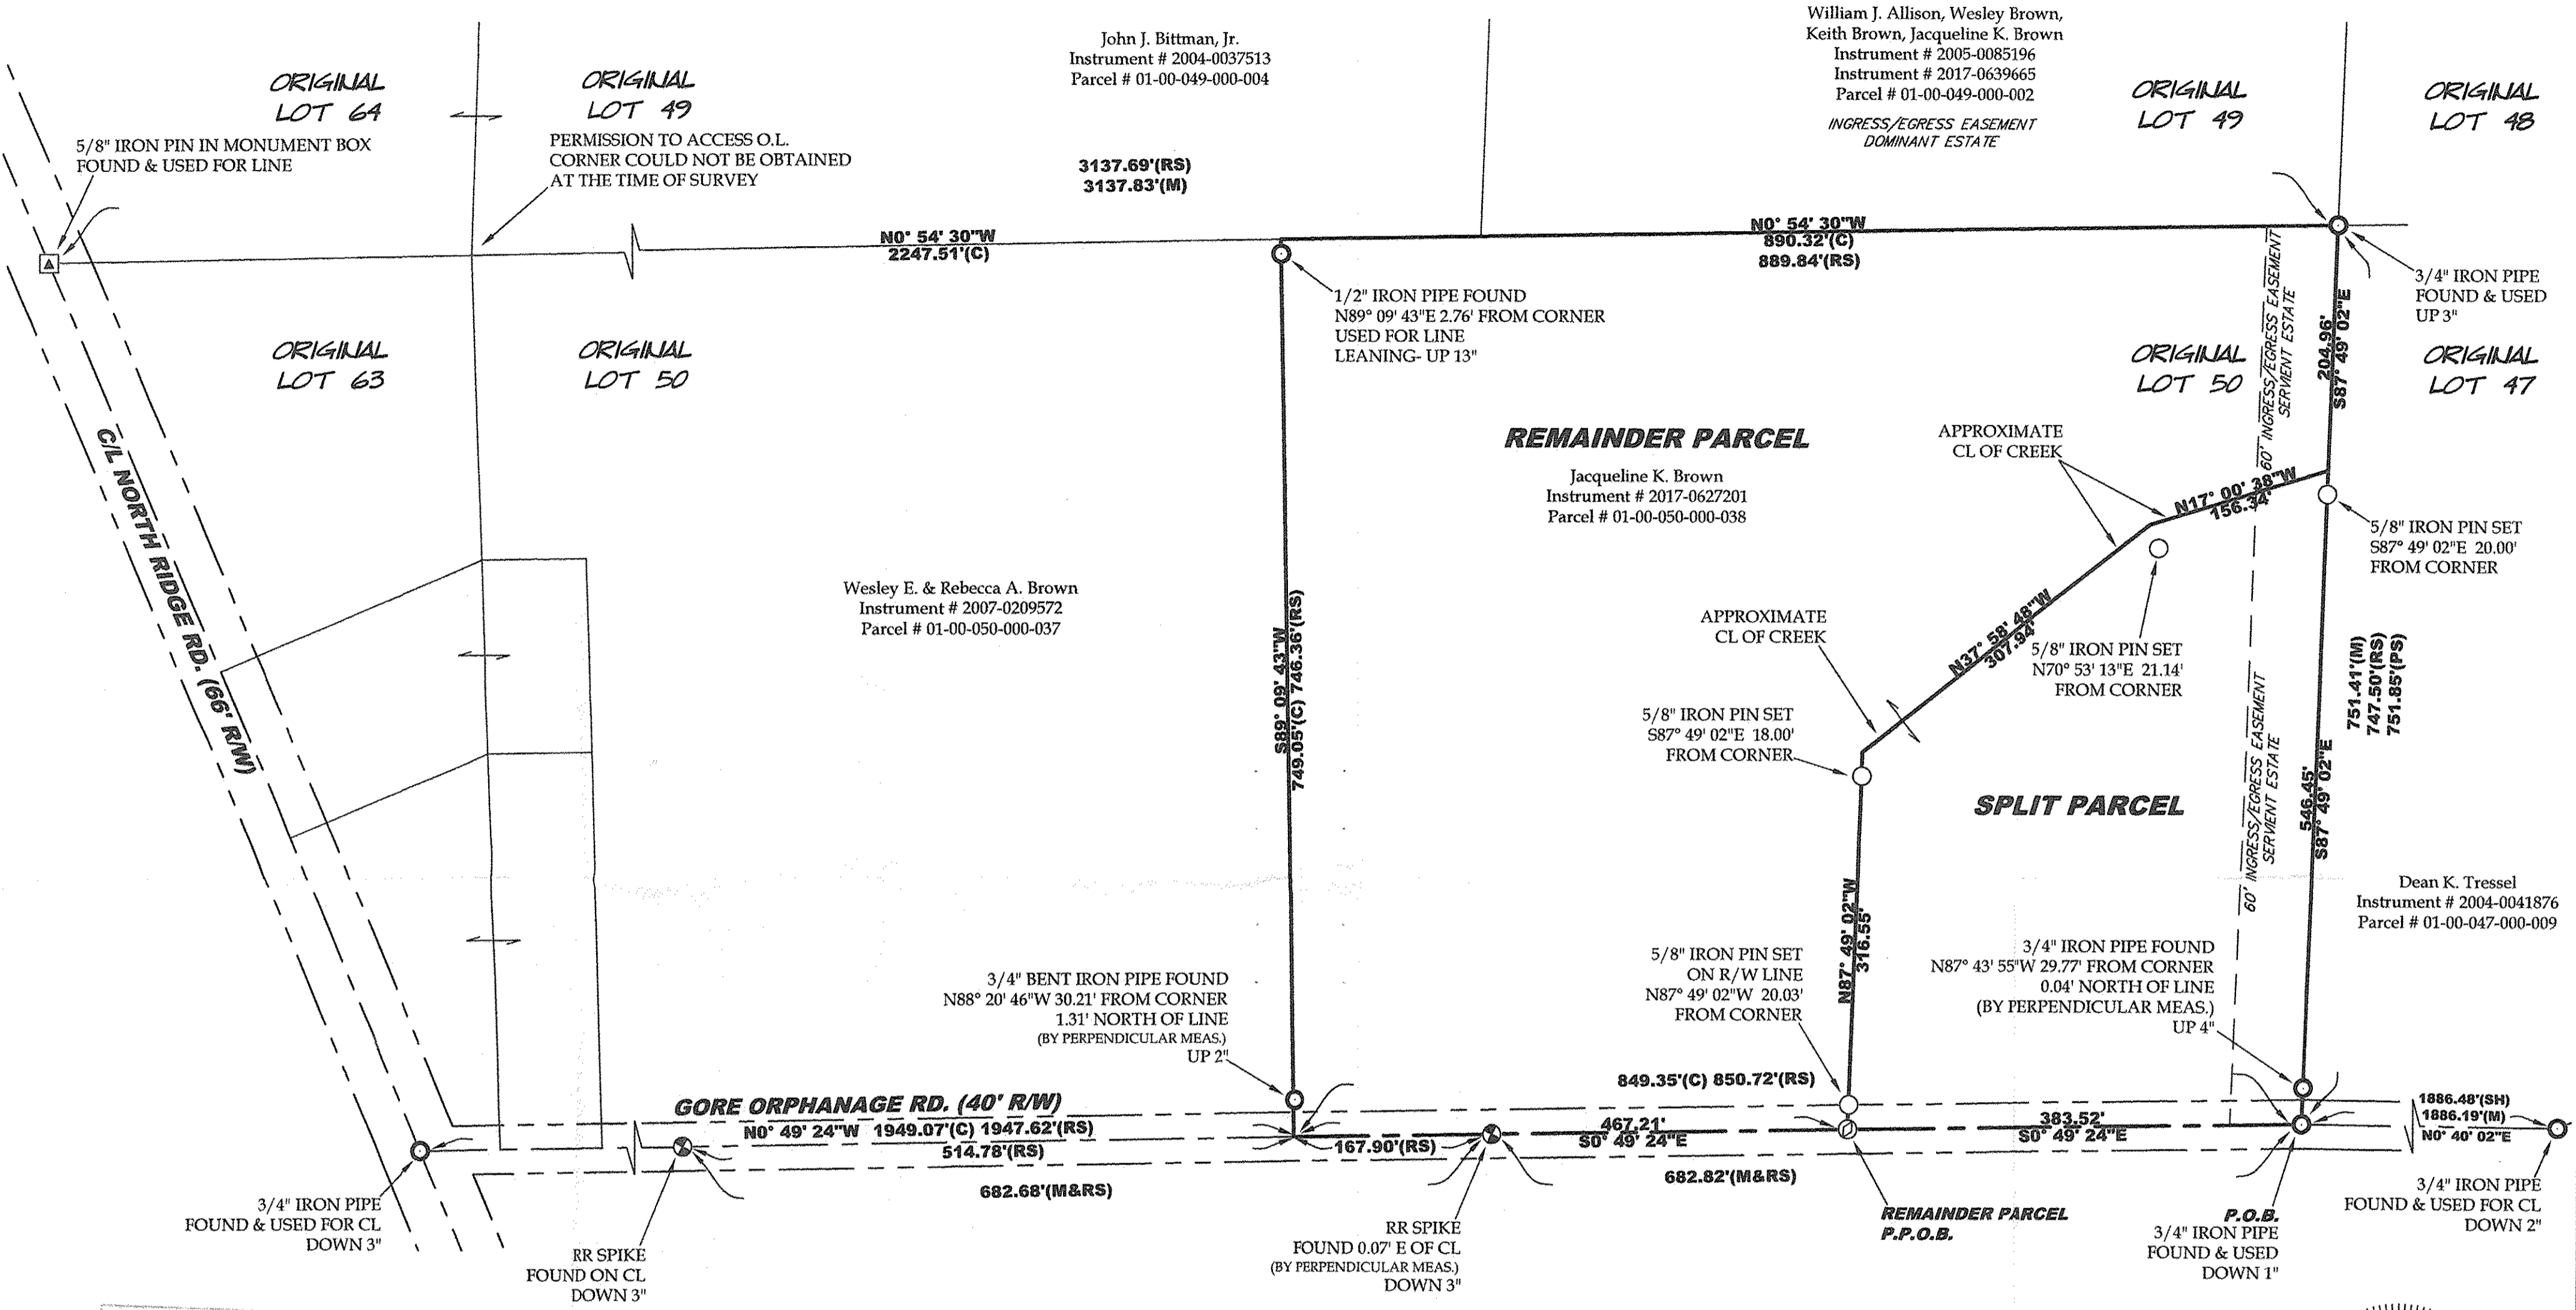 John J. Bittman, Jr.
Instrument # 2004-0037513
Parcel # 01-00-049-000-004
William J. Allison, Wesley Brown,
Keith Brown, Jacqueline K. Brown
Instrument # 2005-0085196
Instrument # 2017-0639665
Parcel # 01-00-049-000-002
INGRESS/EGRESS EASEMENT
DOMINANT ESTATE
ORIGINAL
LOT 64
ORIGINAL
LOT 49
ORIGINAL
LOT 49
ORIGINAL
LOT 48
5/8" IRON PIN IN MONUMENT BOX
FOUND & USED FOR LINE
PERMISSION TO ACCESS O.L.
CORNER COULD NOT BE OBTAINED
AT THE TIME OF SURVEY
3137.69'(RS)
3137.83'(M)
N0° 54' 30"W
2247.51'(C)
N0° 54' 30"W
890.32'(C)
889.84'(RS)
1/2" IRON PIPE FOUND
N89° 09' 43"E 2.76' FROM CORNER
USED FOR LINE
LEANING- UP 13"
3/4" IRON PIPE
FOUND & USED
UP 3"
60' INGRESS/EGRESS EASEMENT
SERVIENT ESTATE
204.96'
S87° 49' 02"E
ORIGINAL
LOT 63
ORIGINAL
LOT 50
ORIGINAL
LOT 50
ORIGINAL
LOT 47
C/L NORTH RIDGE RD. (66' R/W)
REMAINDER PARCEL
Jacqueline K. Brown
Instrument # 2017-0627201
Parcel # 01-00-050-000-038
APPROXIMATE
CL OF CREEK
N17° 00' 38"W
156.34'
5/8" IRON PIN SET
S87° 49' 02"E 20.00'
FROM CORNER
Wesley E. & Rebecca A. Brown
Instrument # 2007-0209572
Parcel # 01-00-050-000-037
S89° 09' 43"W
749.05'(C) 746.36'(RS)
APPROXIMATE
CL OF CREEK
N37° 58' 48"W
307.94'
5/8" IRON PIN SET
N70° 53' 13"E 21.14'
FROM CORNER
751.41'(M)
747.50'(RS)
751.85'(PS)
5/8" IRON PIN SET
S87° 49' 02"E 18.00'
FROM CORNER
SPLIT PARCEL
60' INGRESS/EGRESS EASEMENT
SERVIENT ESTATE
546.45'
S87° 49' 02"E
Dean K. Tressel
Instrument # 2004-0041876
Parcel # 01-00-047-000-009
N87° 49' 02"W
316.55'
5/8" IRON PIN SET
ON R/W LINE
N87° 49' 02"W 20.03'
FROM CORNER
3/4" IRON PIPE FOUND
N87° 43' 55"W 29.77' FROM CORNER
0.04' NORTH OF LINE
(BY PERPENDICULAR MEAS.)
UP 4"
3/4" BENT IRON PIPE FOUND
N88° 20' 46"W 30.21' FROM CORNER
1.31' NORTH OF LINE
(BY PERPENDICULAR MEAS.)
UP 2"
849.35'(C) 850.72'(RS)
GORE ORPHANAGE RD. (40' R/W)
N0° 49' 24"W 1949.07'(C) 1947.62'(RS)
514.78'(RS)
167.90'(RS)
467.21'
S0° 49' 24"E
383.52'
S0° 49' 24"E
1886.48'(SH)
1886.19'(M)
N0° 40' 02"E
682.68'(M&RS)
682.82'(M&RS)
3/4" IRON PIPE
FOUND & USED FOR CL
DOWN 3"
RR SPIKE
FOUND ON CL
DOWN 3"
RR SPIKE
FOUND 0.07' E OF CL
(BY PERPENDICULAR MEAS.)
DOWN 3"
REMAINDER PARCEL
P.P.O.B.
P.O.B.
3/4" IRON PIPE
FOUND & USED
DOWN 1"
3/4" IRON PIPE
FOUND & USED FOR CL
DOWN 2"